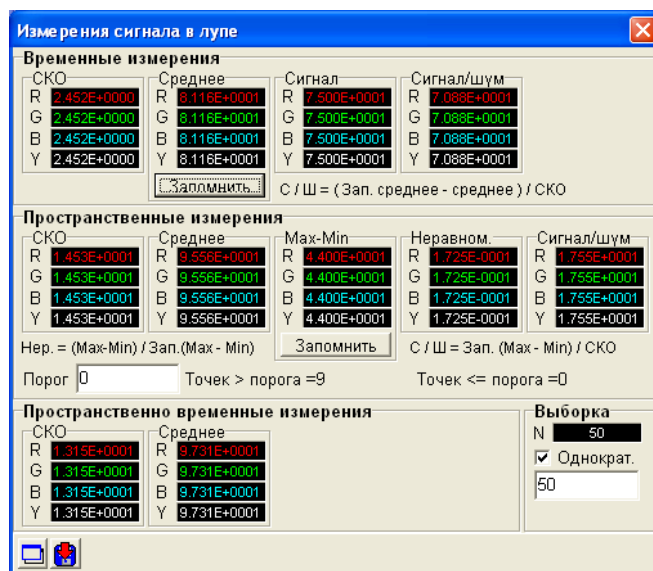 Измерения сигнала в лупе
Временные измерения
СКО Среднее Сигнал Сигнал/шум
R 2.452E+0000 R 8.116E+0001 R 7.500E+0001 R 7.088E+0001
G 2.452E+0000 G 8.116E+0001 G 7.500E+0001 G 7.088E+0001
B 2.452E+0000 B 8.116E+0001 B 7.500E+0001 B 7.088E+0001
Y 2.452E+0000 Y 8.116E+0001 Y 7.500E+0001 Y 7.088E+0001
Запомнить С / Ш = ( Зап. среднее - среднее ) / СКО
Пространственные измерения
СКО Среднее Max-Min Неравном. Сигнал/шум
R 1.453E+0001 R 9.556E+0001 R 4.400E+0001 R 1.725E-0001 R 1.755E+0001
G 1.453E+0001 G 9.556E+0001 G 4.400E+0001 G 1.725E-0001 G 1.755E+0001
B 1.453E+0001 B 9.556E+0001 B 4.400E+0001 B 1.725E-0001 B 1.755E+0001
Y 1.453E+0001 Y 9.556E+0001 Y 4.400E+0001 Y 1.725E-0001 Y 1.755E+0001
Нер. = (Max-Min) / Зап.(Max - Min) Запомнить С / Ш = Зап. (Max - Min) / СКО
Порог 0 Точек > порога =9 Точек <= порога =0
Пространственно временные измерения Выборка
СКО Среднее N 50
R 1.315E+0001 R 9.731E+0001 Однократ.
G 1.315E+0001 G 9.731E+0001 50
B 1.315E+0001 B 9.731E+0001
Y 1.315E+0001 Y 9.731E+0001